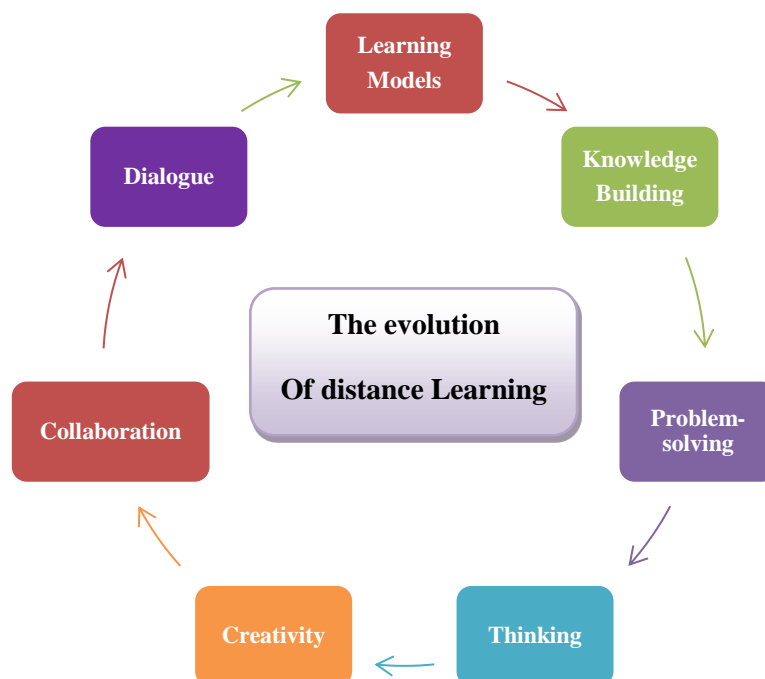 Learning
Models
Knowledge
Building
Dialogue
The evolution
Of distance Learning
Problem-
solving
Collaboration
Thinking
Creativity